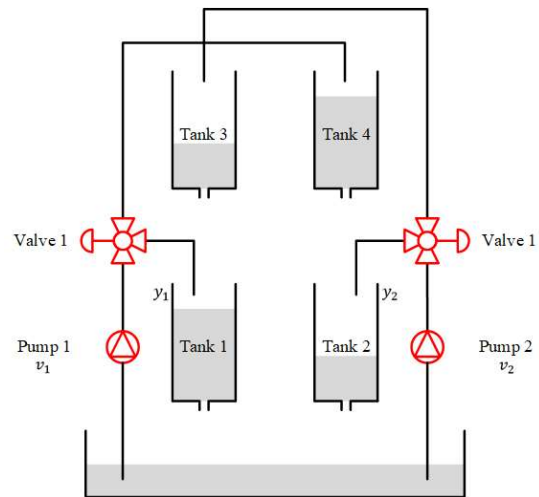 Tank 3
Tank 4
Valve 1
Valve 1
y₁
y₂
Pump 1
v₁
Tank 1
Tank 2
Pump 2
v₂